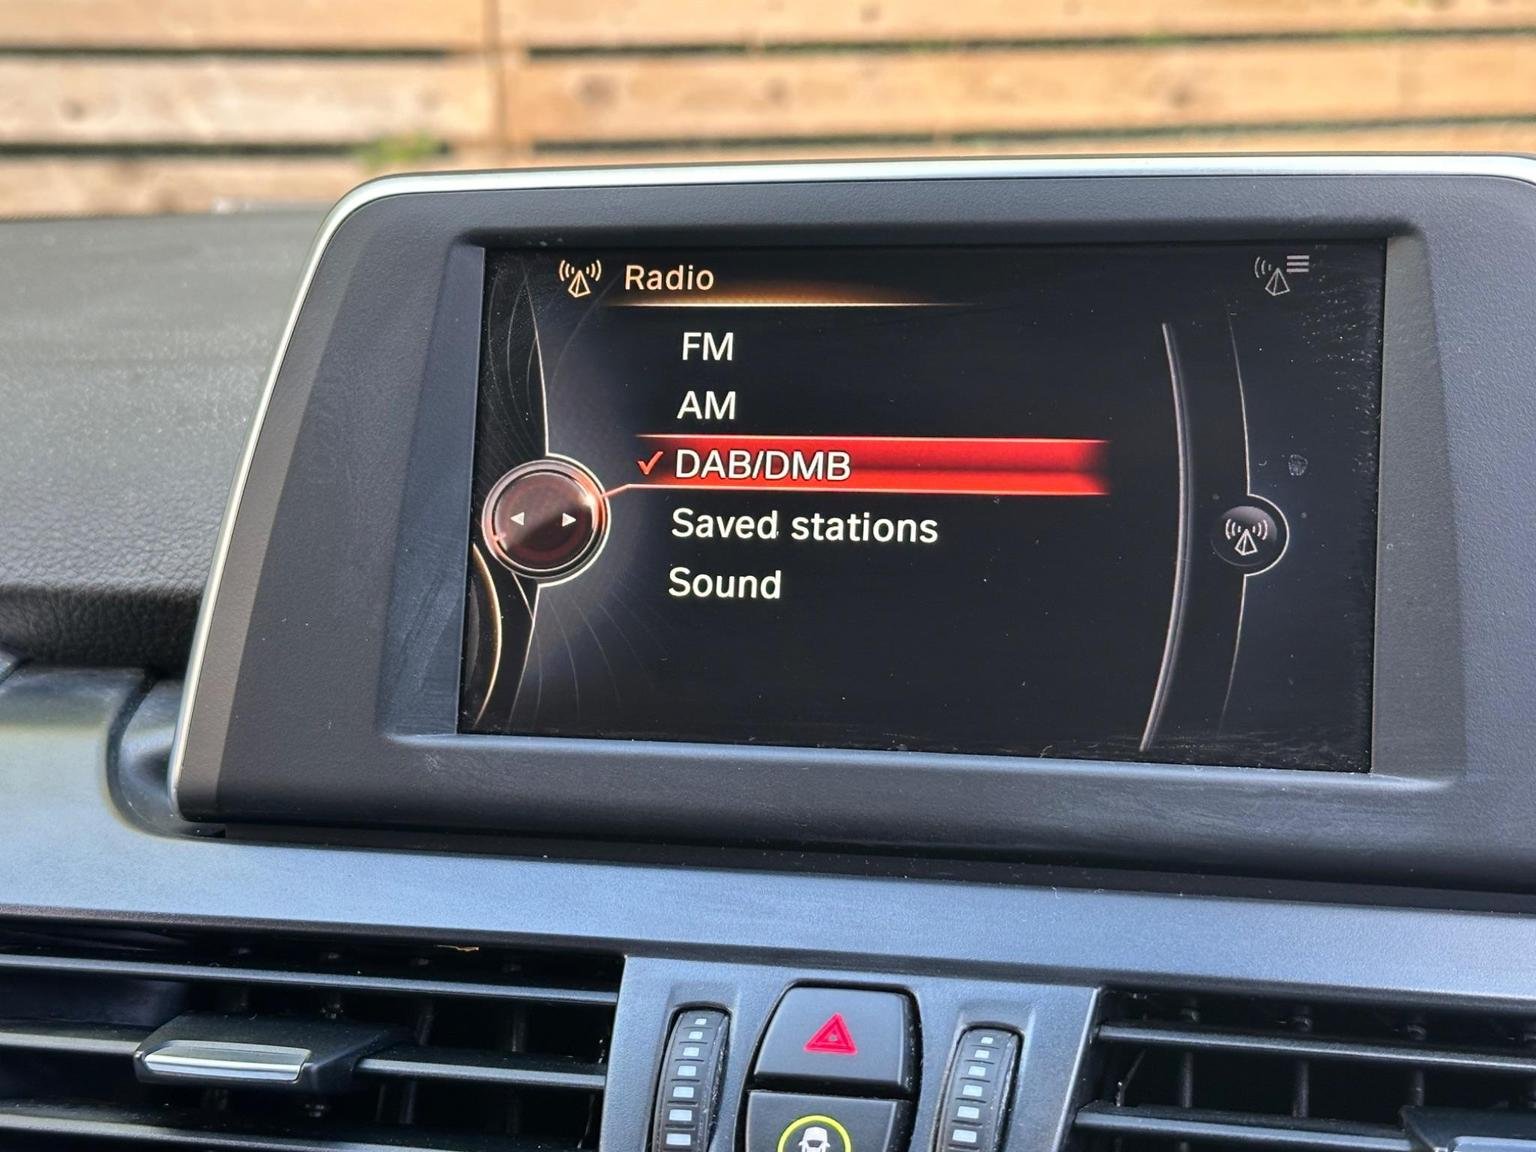 Radio
FM
AM
DAB/DMB
Saved stations
Sound